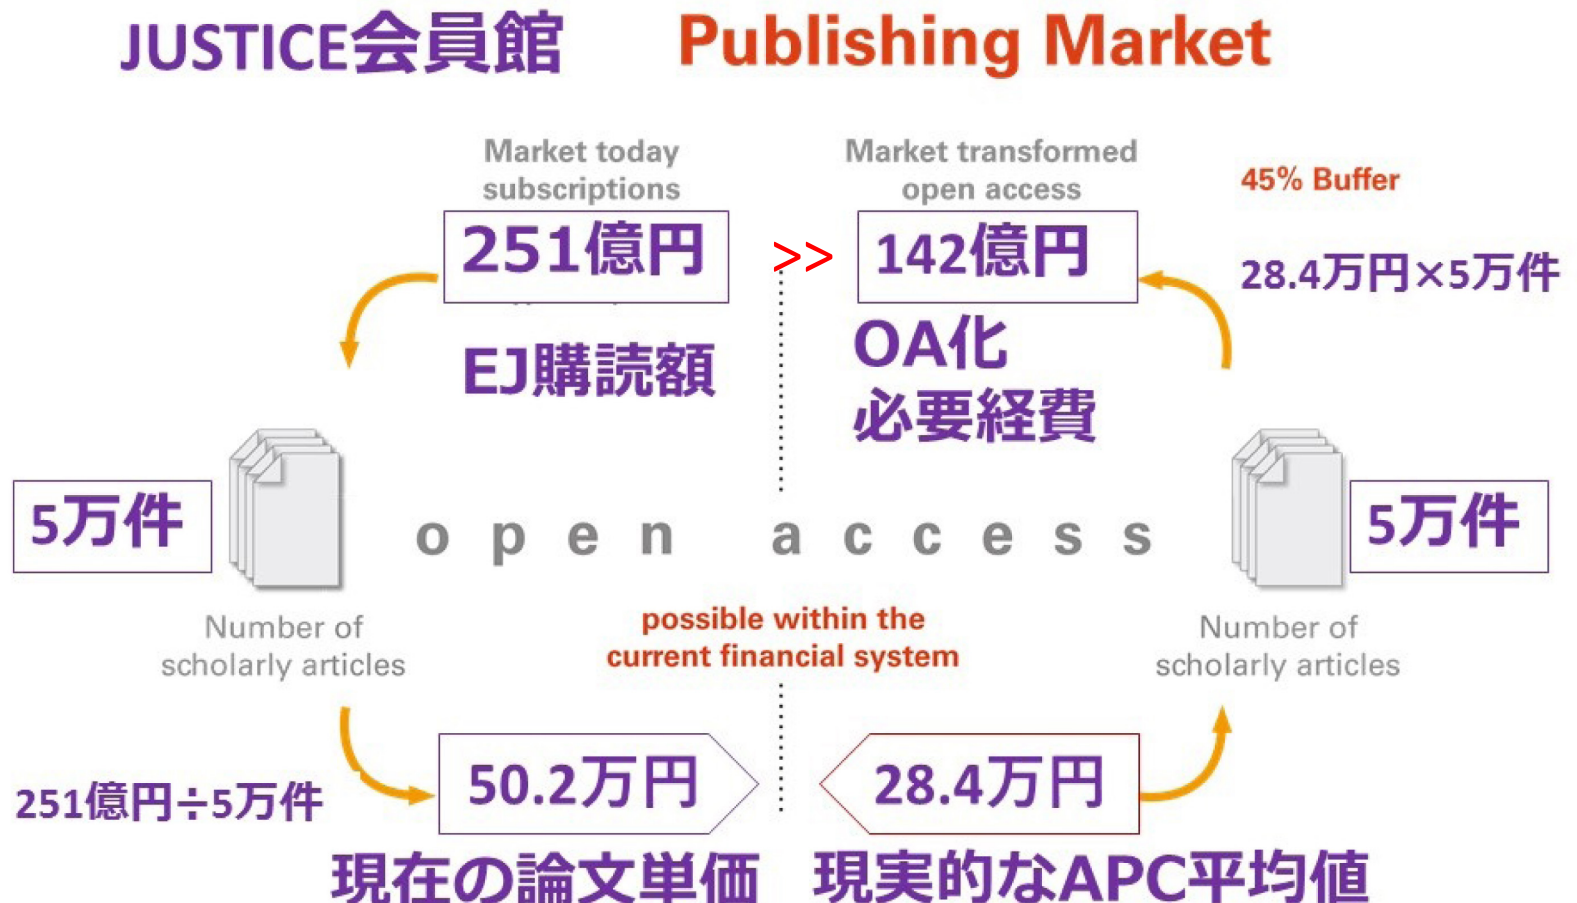 JUSTICE会員館 Publishing Market
Market today
subscriptions
251億円
EJ購読額
>>
Market transformed
open access
142億円
OA化
必要経費
45% Buffer
28.4万円×5万件
5万件
open access
5万件
Number of
scholarly articles
possible within the
current financial system
Number of
scholarly articles
251億円÷5万件
50.2万円
28.4万円
現在の論文単価
現実的なAPC平均値